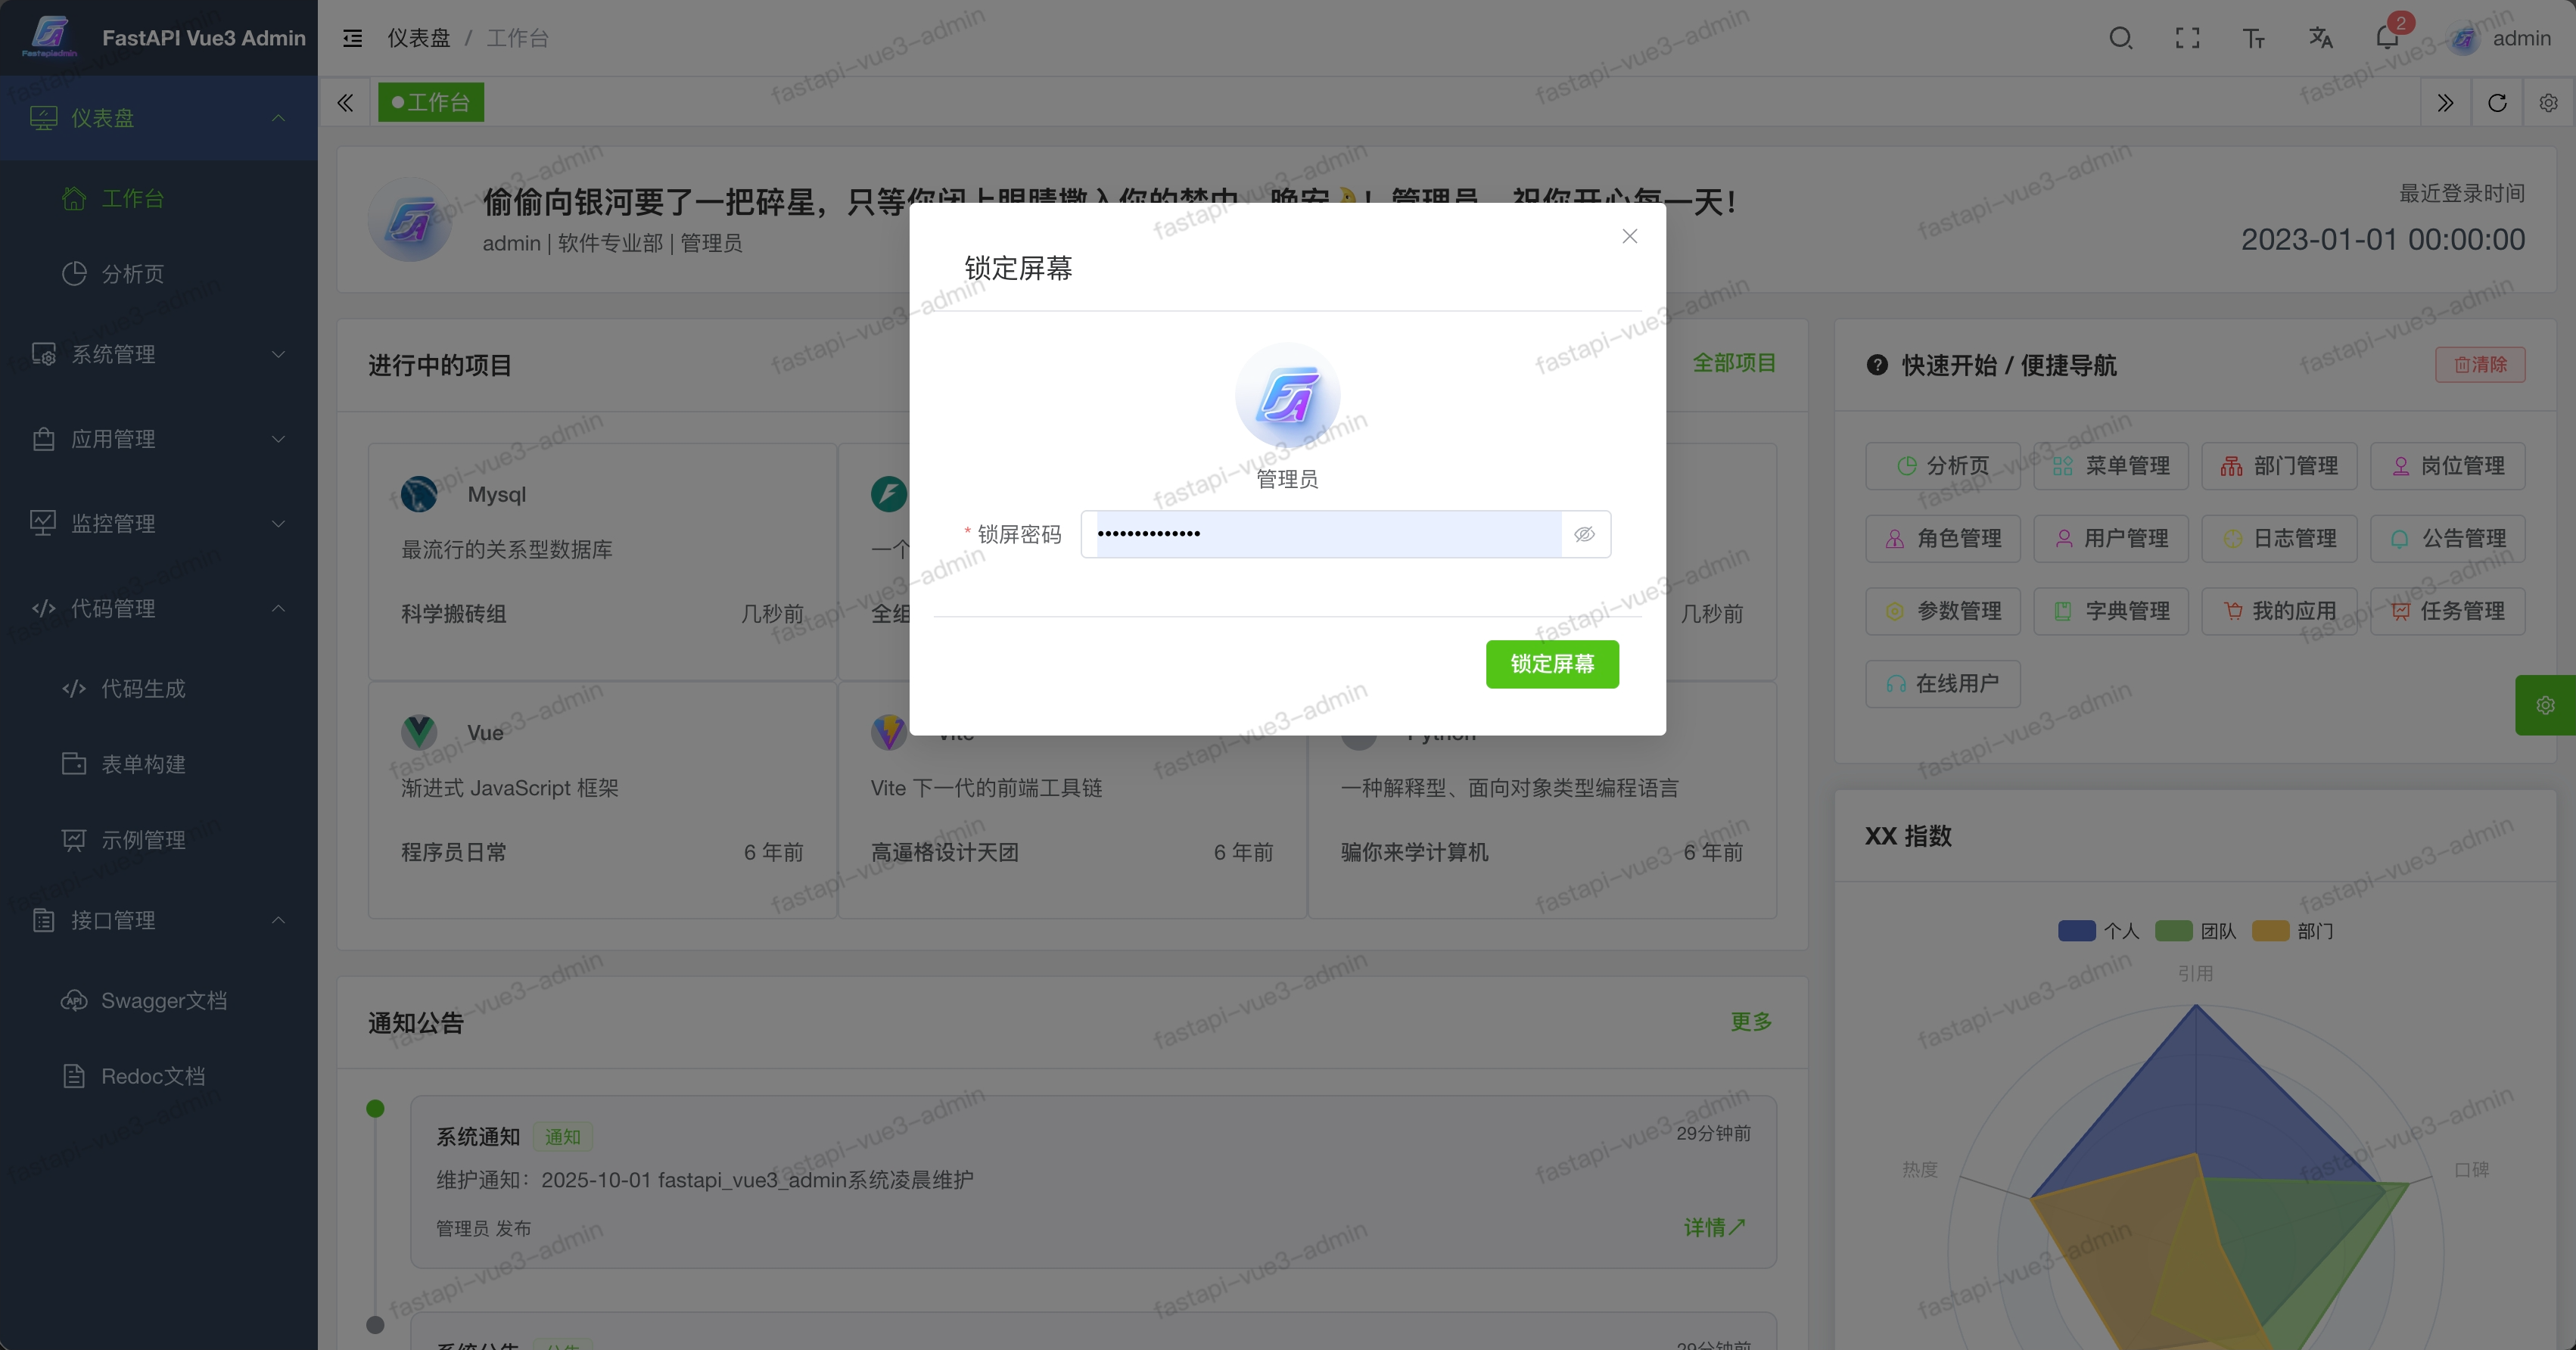 Fastapiadmin
FastAPI Vue3 Admin
仪表盘 / 工作台
2
admin
仪表盘
工作台
分析页
系统管理
应用管理
监控管理
代码管理
代码生成
表单构建
示例管理
接口管理
Swagger文档
Redoc文档
工作台
偷偷向银河要了一把碎星，只等你闭上眼睛撒入你的梦中，晚安🌛！管理员，祝你开心每一天！
admin | 软件专业部 | 管理员
最近登录时间
2023-01-01 00:00:00
锁定屏幕
管理员
* 锁屏密码 ••••••••••••••
锁定屏幕
进行中的项目
全部项目
Mysql
最流行的关系型数据库
科学搬砖组 几秒前
一个
全组
几秒前
Vue
渐进式 JavaScript 框架
程序员日常 6 年前
Vite
Vite 下一代的前端工具链
高逼格设计天团 6 年前
Python
一种解释型、面向对象类型编程语言
骗你来学计算机 6 年前
快速开始 / 便捷导航
清除
分析页 菜单管理 部门管理 岗位管理
角色管理 用户管理 日志管理 公告管理
参数管理 字典管理 我的应用 任务管理
在线用户
XX 指数
个人 团队 部门
引用
热度
口碑
通知公告
更多
系统通知 通知
29分钟前
维护通知：2025-10-01 fastapi_vue3_admin系统凌晨维护
管理员 发布
详情↗
系统公告 公告
29分钟前
fastapi-vue3-admin